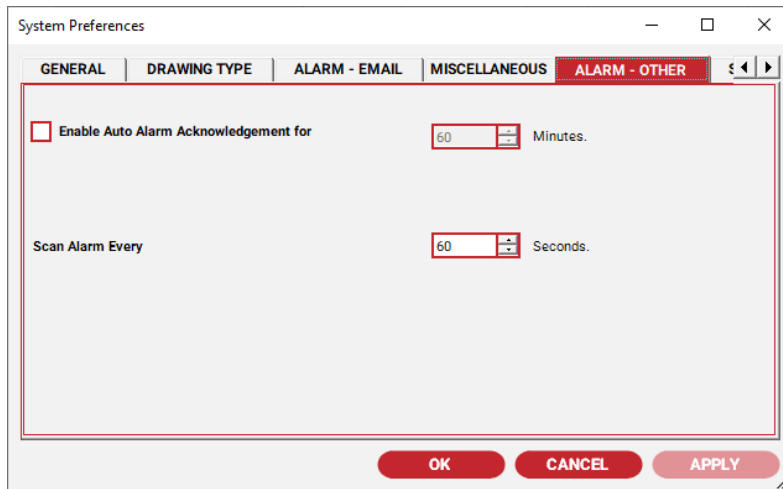 System Preferences
GENERAL DRAWING TYPE ALARM - EMAIL MISCELLANEOUS ALARM - OTHER
Enable Auto Alarm Acknowledgement for 60 Minutes.
Scan Alarm Every 60 Seconds.
OK CANCEL APPLY